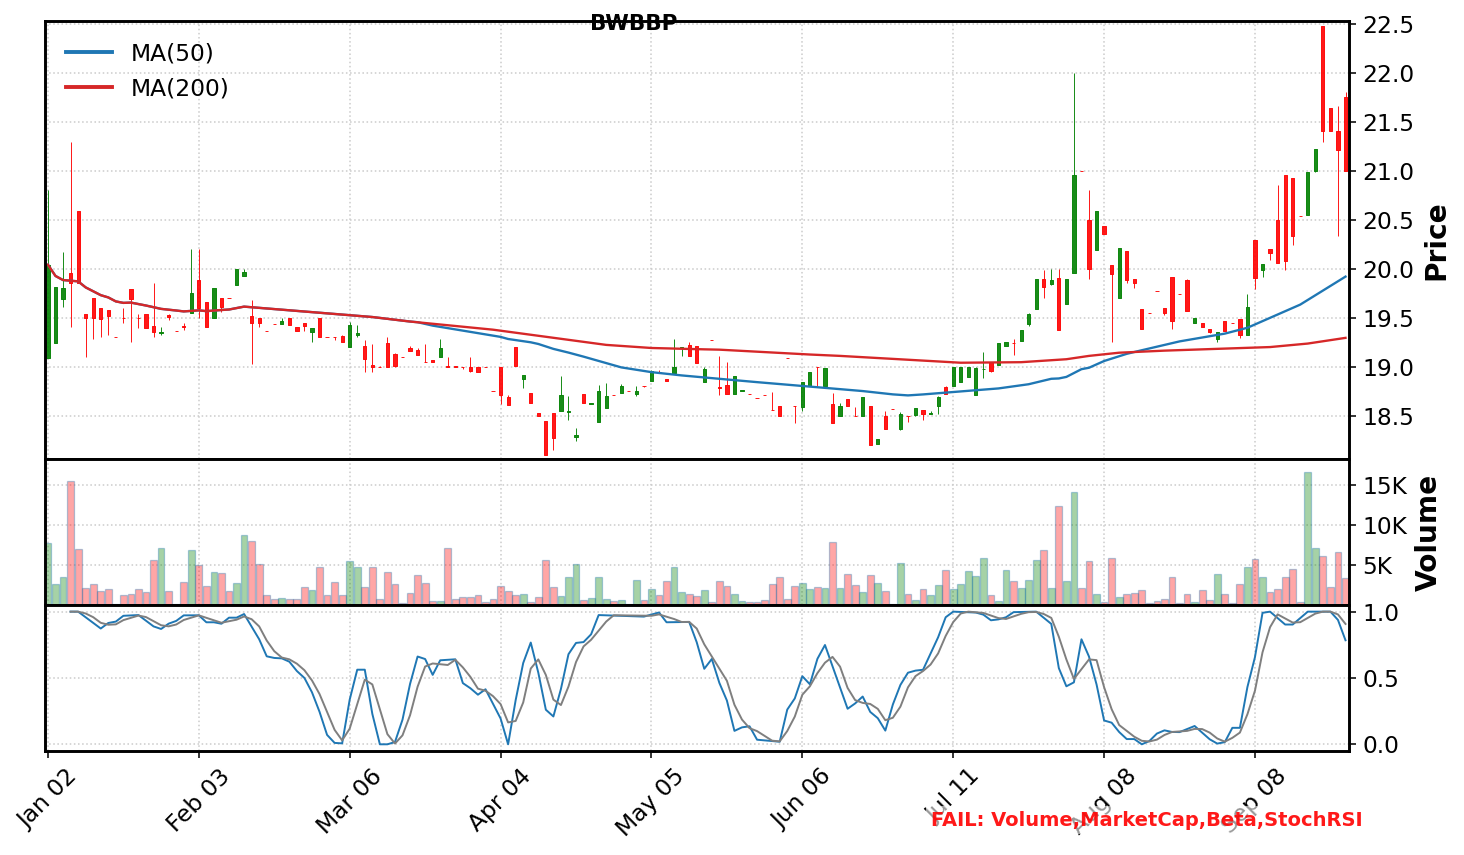 BWBBP
MA(50)
MA(200)
22.5
22.0
21.5
21.0
20.5
20.0
19.5
19.0
18.5
Price
15K
10K
5K
Volume
1.0
0.5
0.0
Jan 02
Feb 03
Mar 06
Apr 04
May 05
Jun 06
Jul 11
Aug 08
Sep 08
FAIL: Volume,MarketCap,Beta,StochRSI